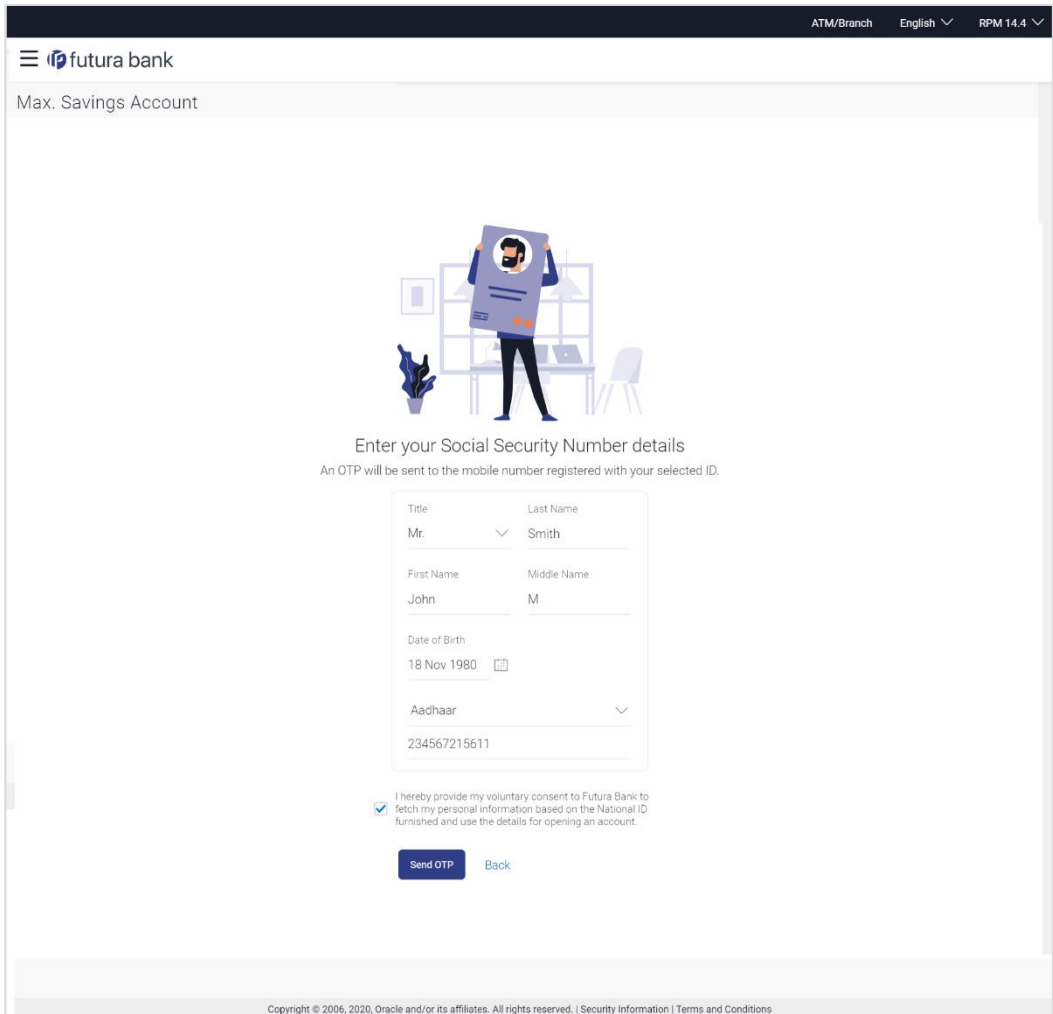 ATM/Branch English RPM 14.4
futura bank
Max. Savings Account
Enter your Social Security Number details
An OTP will be sent to the mobile number registered with your selected ID.
Title Last Name
Mr. Smith
First Name Middle Name
John M
Date of Birth
18 Nov 1980
Aadhaar
234567215611
I hereby provide my voluntary consent to Futura Bank to
fetch my personal information based on the National ID
furnished and use the details for opening an account.
Send OTP Back
Copyright © 2006, 2020, Oracle and/or its affiliates. All rights reserved. | Security Information | Terms and Conditions